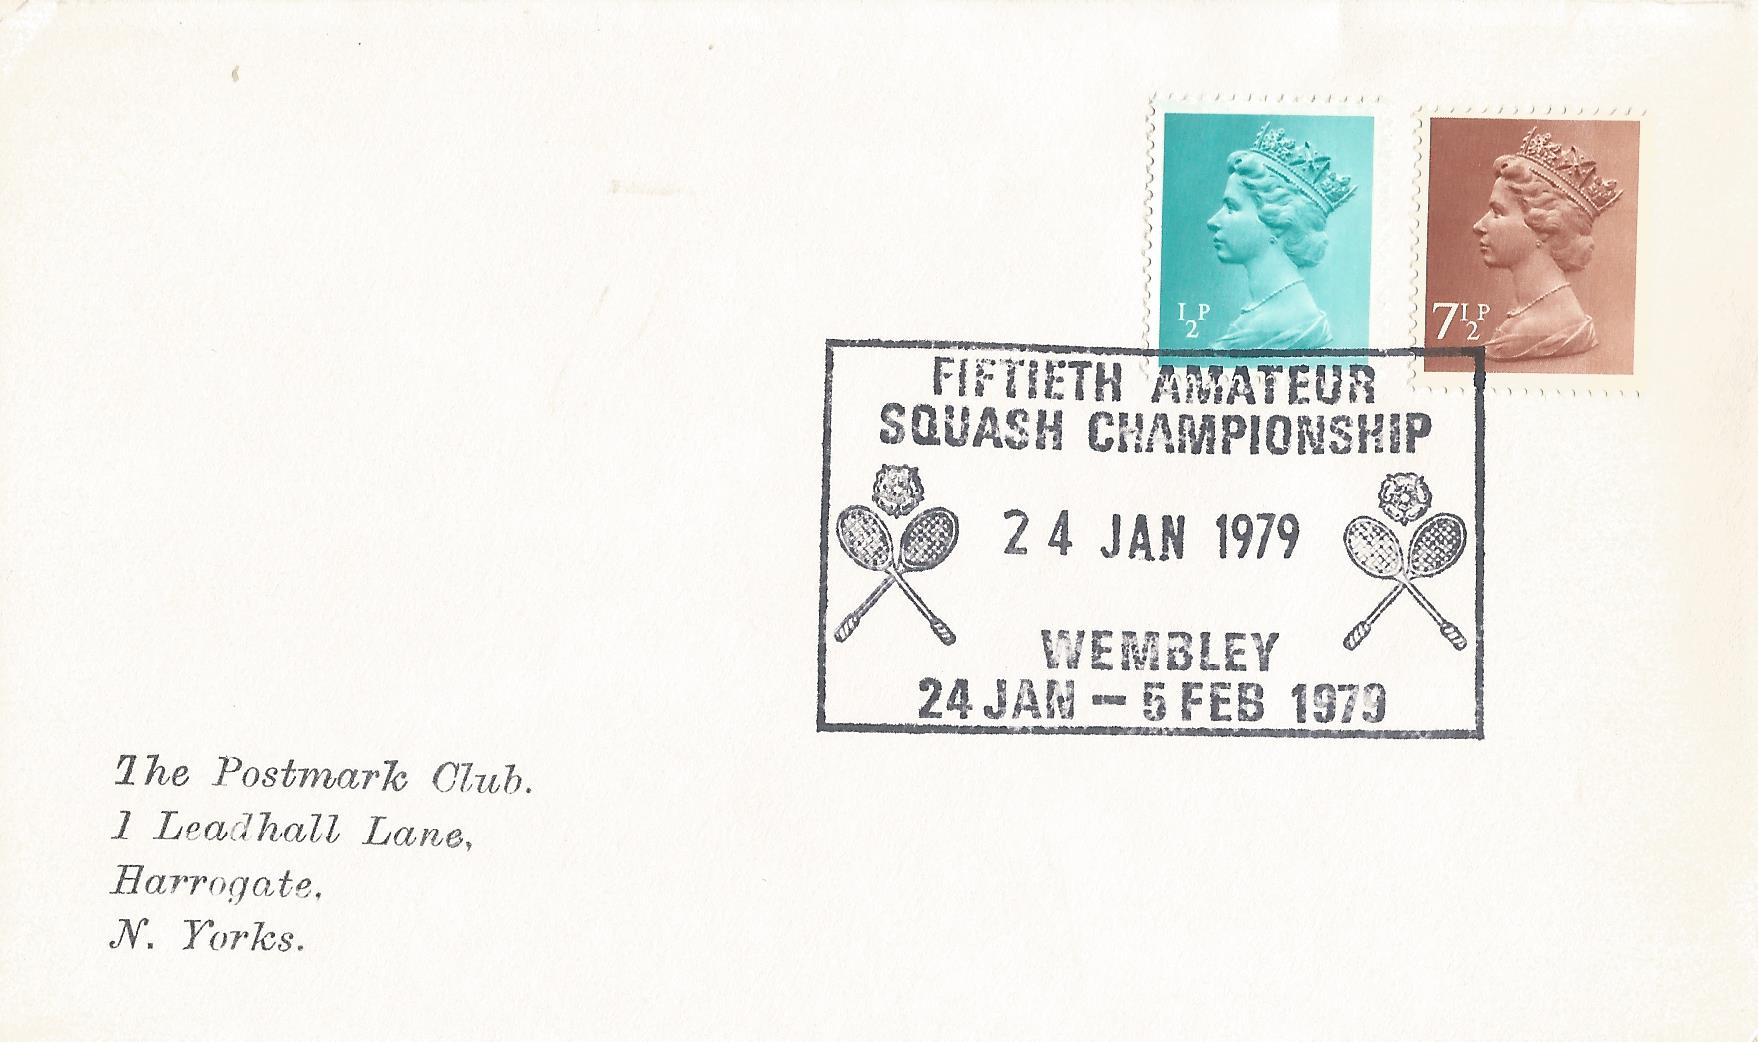 ½P
7½P
FIFTIETH AMATEUR
SQUASH CHAMPIONSHIP
24 JAN 1979
WEMBLEY
24 JAN – 5 FEB 1979
The Postmark Club.
1 Leadhall Lane,
Harrogate.
N. Yorks.